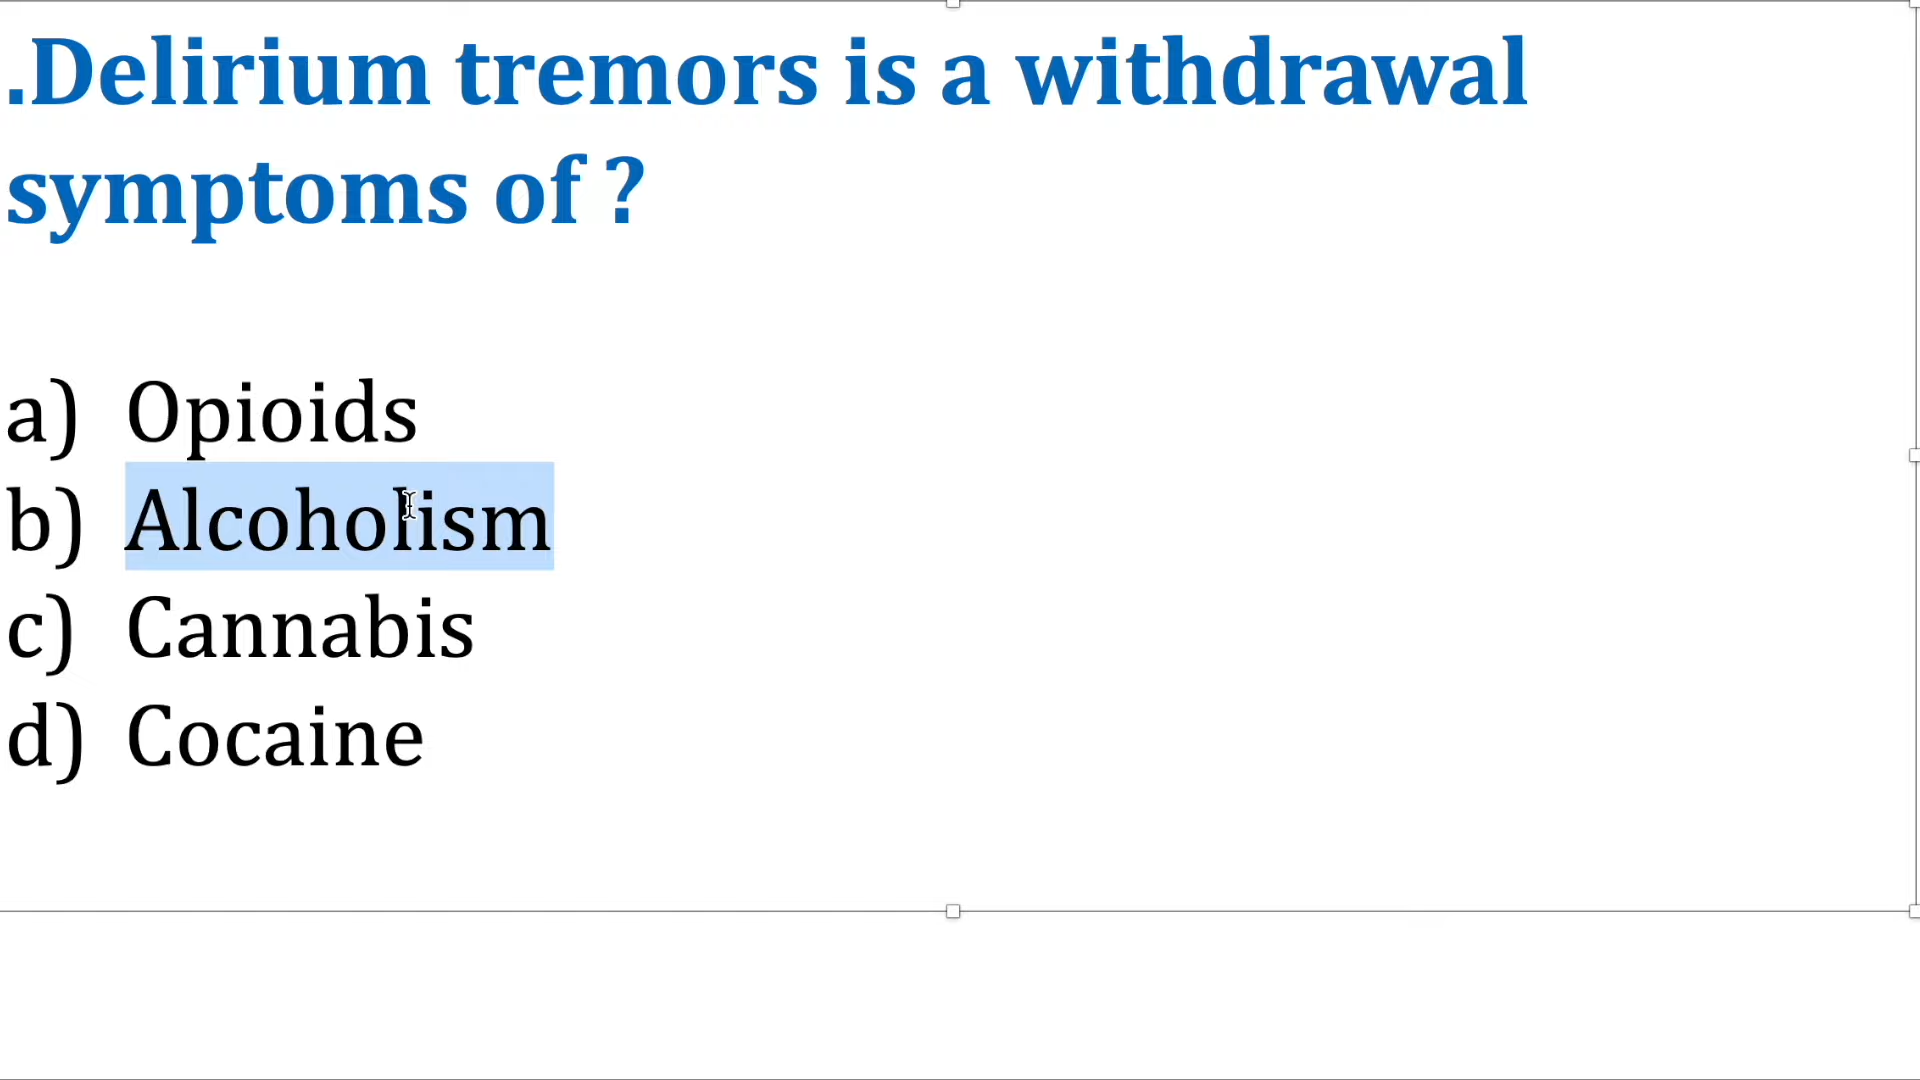 .Delirium tremors is a withdrawal
symptoms of ?
a) Opioids
b) Alcoholism
c) Cannabis
d) Cocaine